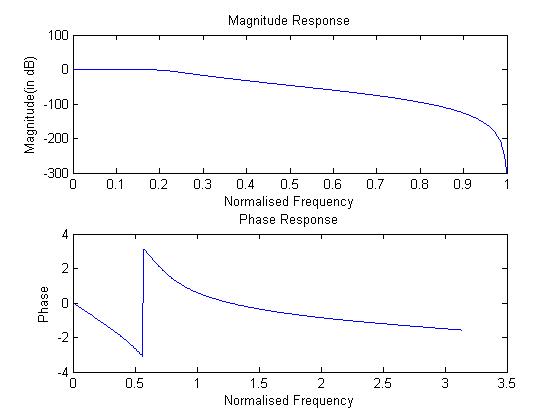 Magnitude Response
Magnitude(in dB)
100
0
-100
-200
-300
0 0.1 0.2 0.3 0.4 0.5 0.6 0.7 0.8 0.9 1
Normalised Frequency
Phase Response
Phase
4
2
0
-2
-4
0 0.5 1 1.5 2 2.5 3 3.5
Normalised Frequency